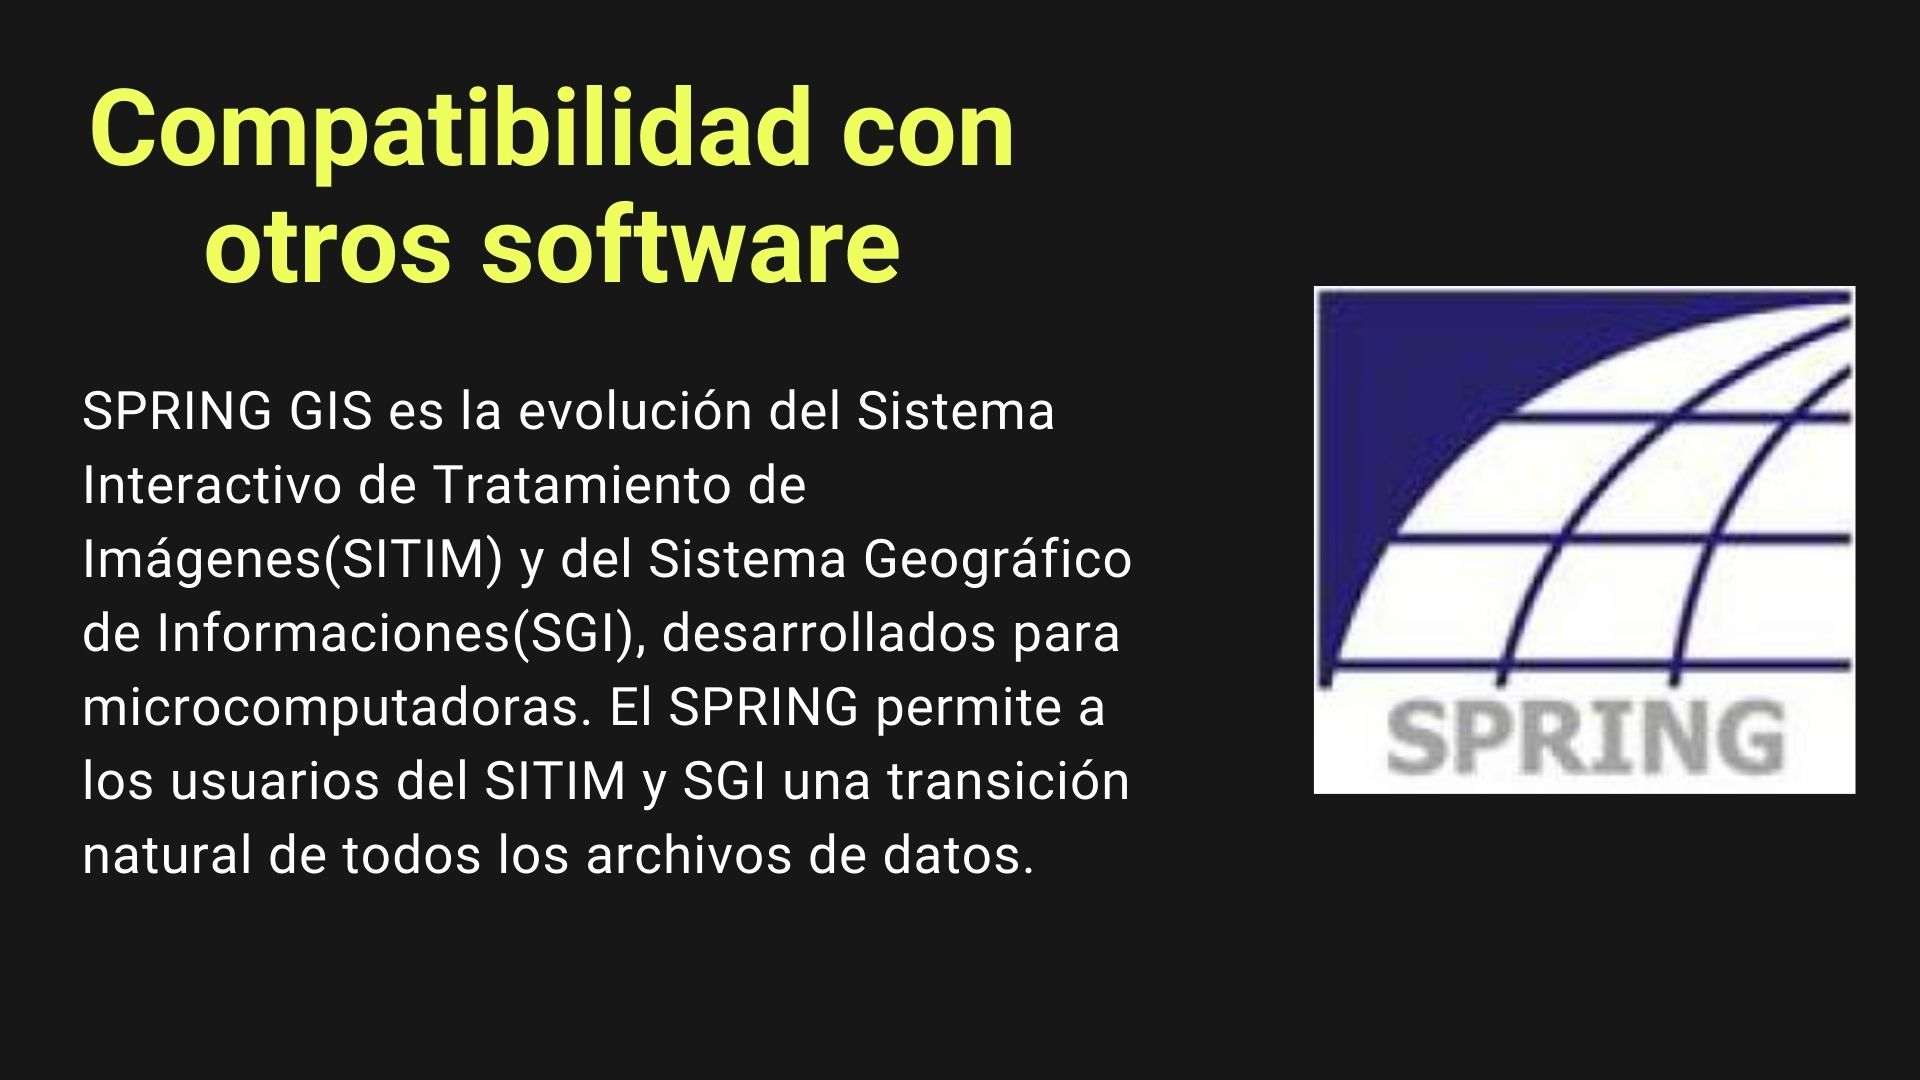 Compatibilidad con
otros software
SPRING GIS es la evolución del Sistema
Interactivo de Tratamiento de
Imágenes(SITIM) y del Sistema Geográfico
de Informaciones(SGI), desarrollados para
microcomputadoras. El SPRING permite a
los usuarios del SITIM y SGI una transición
natural de todos los archivos de datos.
SPRING